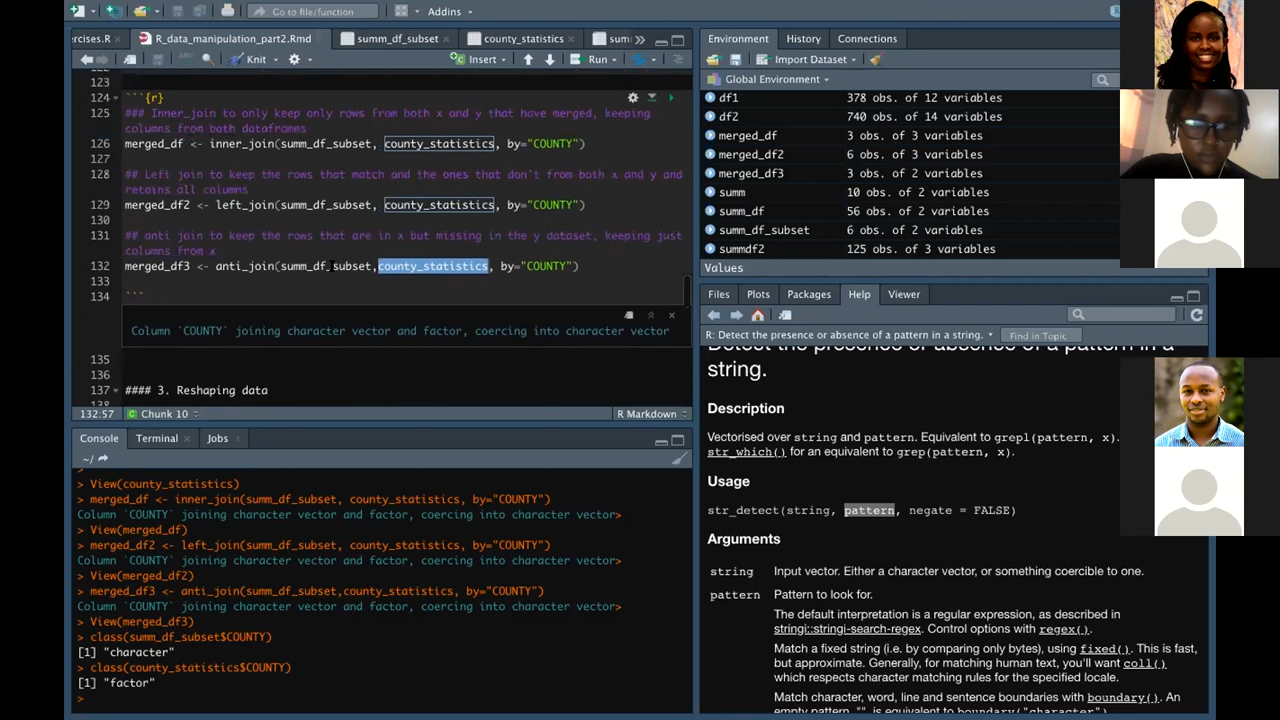 Go to file/function
Addins
ercises.R
R_data_manipulation_part2.Rmd
summ_df_subset
county_statistics
sum
Knit
Insert
Run
123
124 ```{r}
125 ### Inner_join to only keep only rows from both x and y that have merged, keeping
columns from bath dataframes
126 merged_df <- inner_join(summ_df_subset, county_statistics, by="COUNTY")
127
128 ## Left join to keep the rows that match and the ones that don't from both x and y and
retains all columns
129 merged_df2 <- left_join(summ_df_subset, county_statistics, by="COUNTY")
130
131 ## anti join to keep the rows that are in x but missing in the y dataset, keeping just
columns from x
132 merged_df3 <- anti_join(summ_df_subset,county_statistics, by="COUNTY")
133
134 ```
Column `COUNTY` joining character vector and factor, coercing into character vector
135
136
137 #### 3. Reshaping data
132:57 Chunk 10 R Markdown
Console Terminal Jobs
~/
> View(county_statistics)
> merged_df <- inner_join(summ_df_subset, county_statistics, by="COUNTY")
Column `COUNTY` joining character vector and factor, coercing into character vector>
> View(merged_df)
> merged_df2 <- left_join(summ_df_subset, county_statistics, by="COUNTY")
Column `COUNTY` joining character vector and factor, coercing into character vector>
> View(merged_df2)
> merged_df3 <- anti_join(summ_df_subset,county_statistics, by="COUNTY")
Column `COUNTY` joining character vector and factor, coercing into character vector>
> View(merged_df3)
> class(summ_df_subset$COUNTY)
[1] "character"
> class(county_statistics$COUNTY)
[1] "factor"
>
Environment History Connections
Import Dataset
Global Environment
df1 378 obs. of 12 variables
df2 740 obs. of 14 variables
merged_df 3 obs. of 3 variables
merged_df2 6 obs. of 3 variables
merged_df3 3 obs. of 2 variables
summ 10 obs. of 2 variables
summ_df 56 obs. of 2 variables
summ_df_subset 6 obs. of 2 variables
summdf2 125 obs. of 3 variables
Values
Files Plots Packages Help Viewer
R: Detect the presence or absence of a pattern in a string. Find in Topic
Detect the presence or absence of a pattern in a
string.
Description
Vectorised over string and pattern. Equivalent to grepl(pattern, x).
str_which() for an equivalent to grep(pattern, x).
Usage
str_detect(string, pattern, negate = FALSE)
Arguments
string Input vector. Either a character vector, or something coercible to one.
pattern Pattern to look for.
The default interpretation is a regular expression, as described in
stringi::stringi-search-regex. Control options with regex().
Match a fixed string (i.e. by comparing only bytes), using fixed(). This is fast,
but approximate. Generally, for matching human text, you'll want coll()
which respects character matching rules for the specified locale.
Match character, word, line and sentence boundaries with boundary(). An
empty pattern, "", is equivalent to boundary("character").